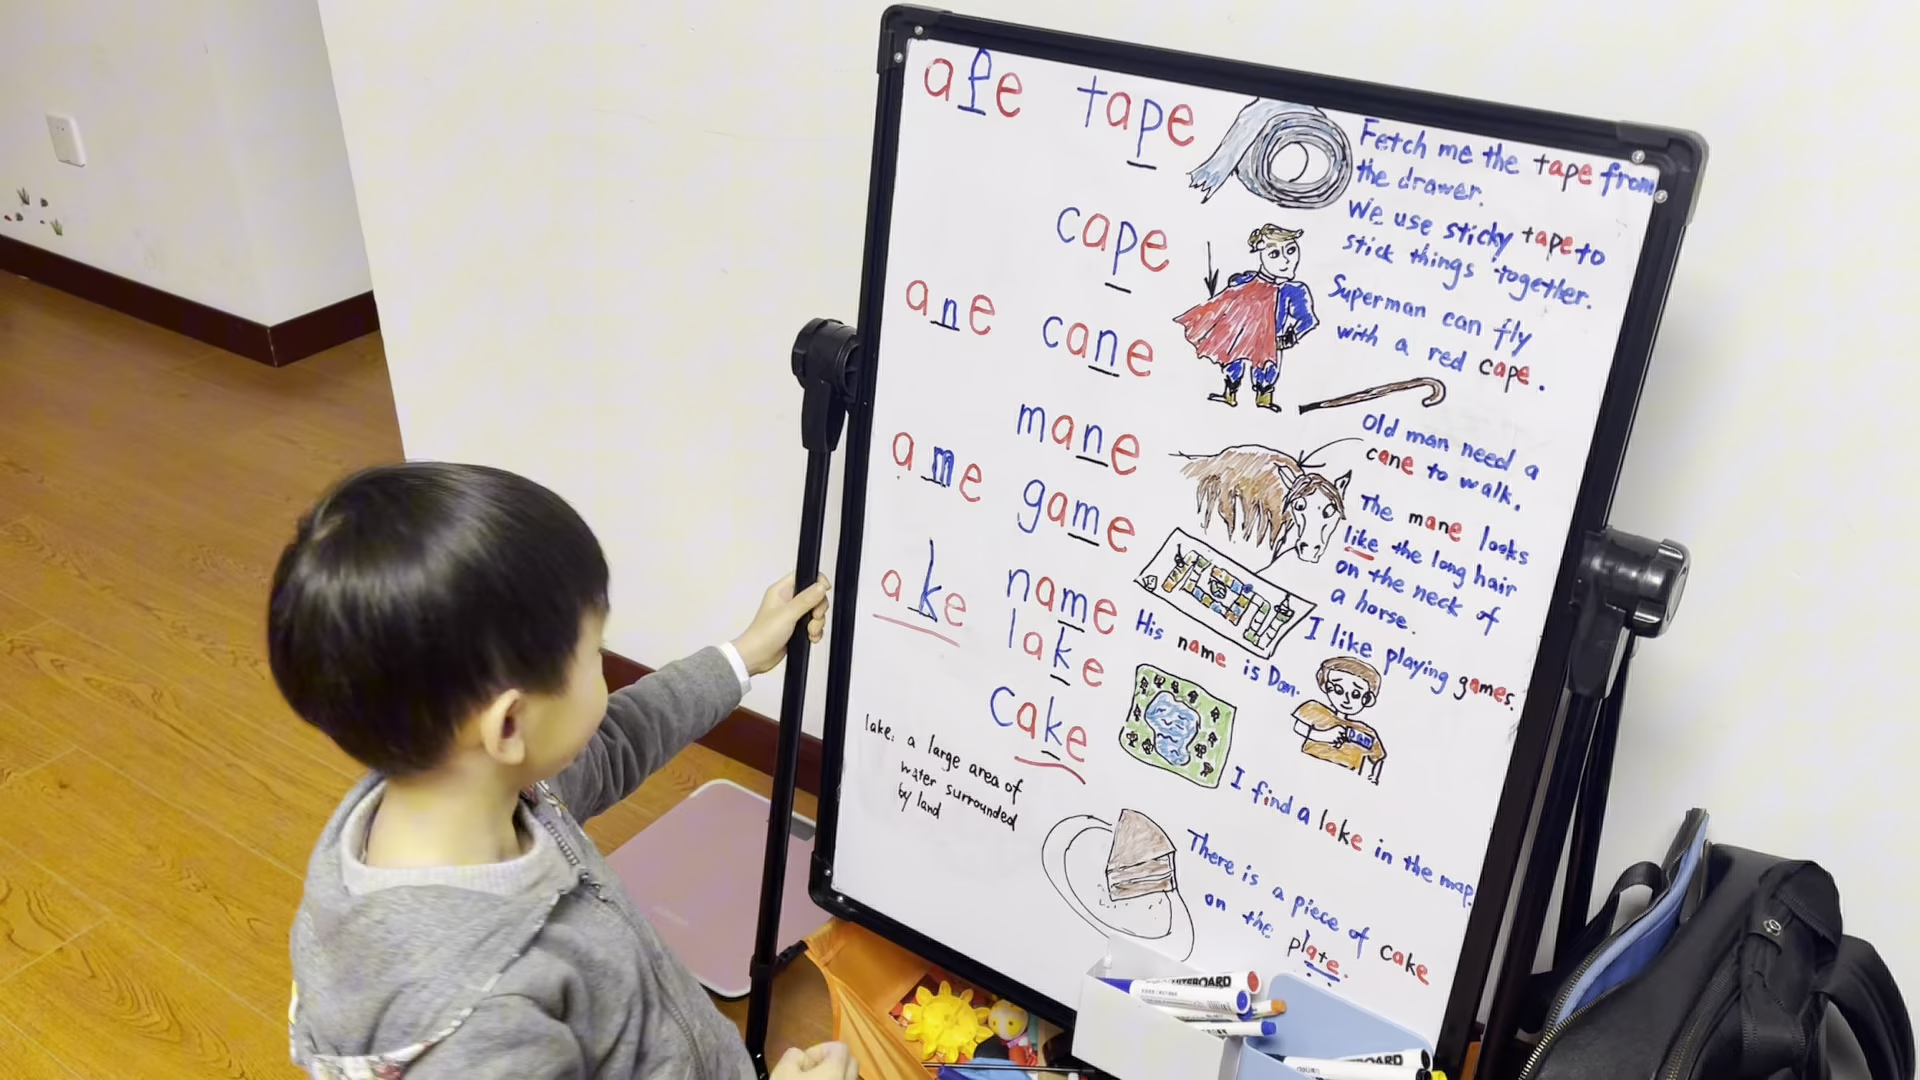 ape
tape
Fetch me the tape from
the drawer.
We use sticky tape to
stick things together.
cape
Superman can fly
with a red cape.
ane
cane
Old man need a
cane to walk.
mane
The mane looks
like the long hair
on the neck of
a horse.
ame
game
I like playing games.
name
His name is Dan.
Dan
ake
lake
I find a lake in the map.
lake: a large area of
water surrounded
by land
cake
There is a piece of cake
on the plate.
WHITEBOARD